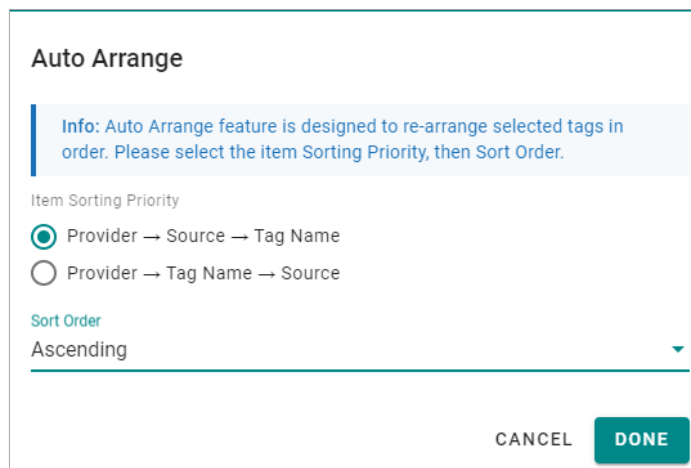 Auto Arrange
Info: Auto Arrange feature is designed to re-arrange selected tags in
order. Please select the item Sorting Priority, then Sort Order.
Item Sorting Priority
Provider → Source → Tag Name
Provider → Tag Name → Source
Sort Order
Ascending
CANCEL DONE